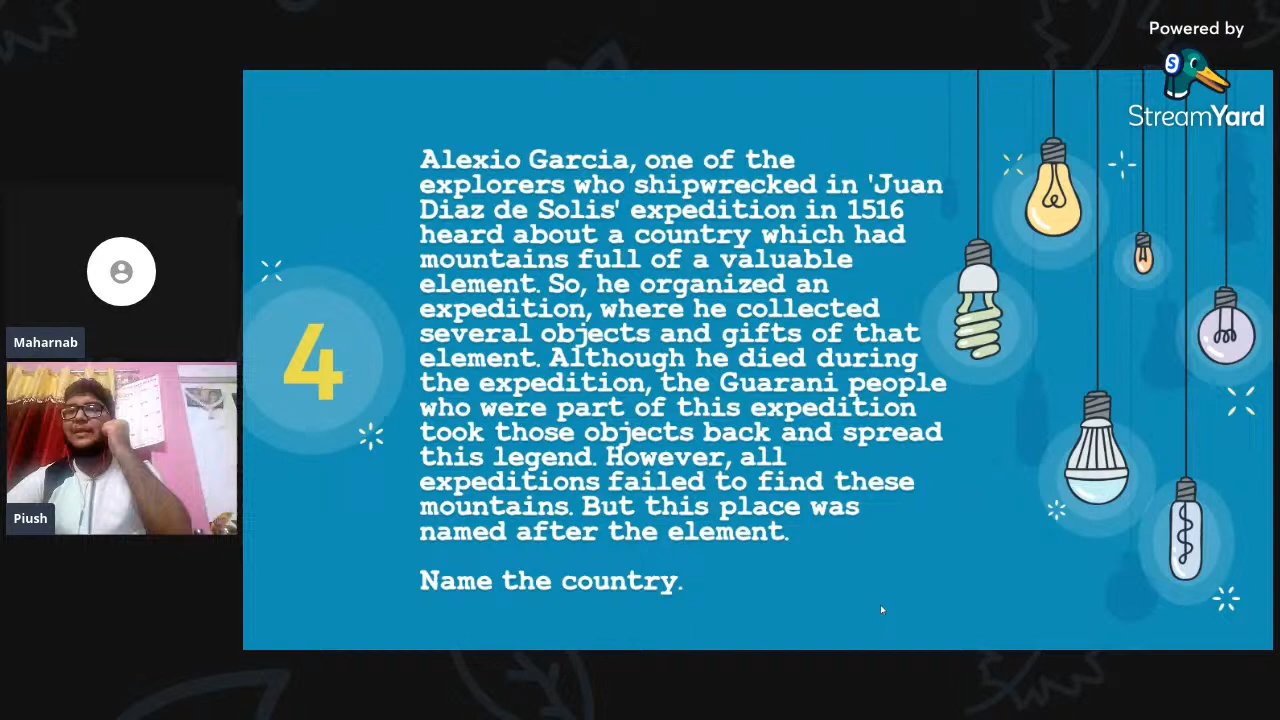 Powered by
StreamYard
S
Alexio Garcia, one of the
explorers who shipwrecked in 'Juan
Diaz de Solis' expedition in 1516
heard about a country which had
mountains full of a valuable
element. So, he organized an
expedition, where he collected
several objects and gifts of that
element. Although he died during
the expedition, the Guarani people
who were part of this expedition
took those objects back and spread
this legend. However, all
expeditions failed to find these
mountains. But this place was
named after the element.
Name the country.
4
Maharnab
Piush